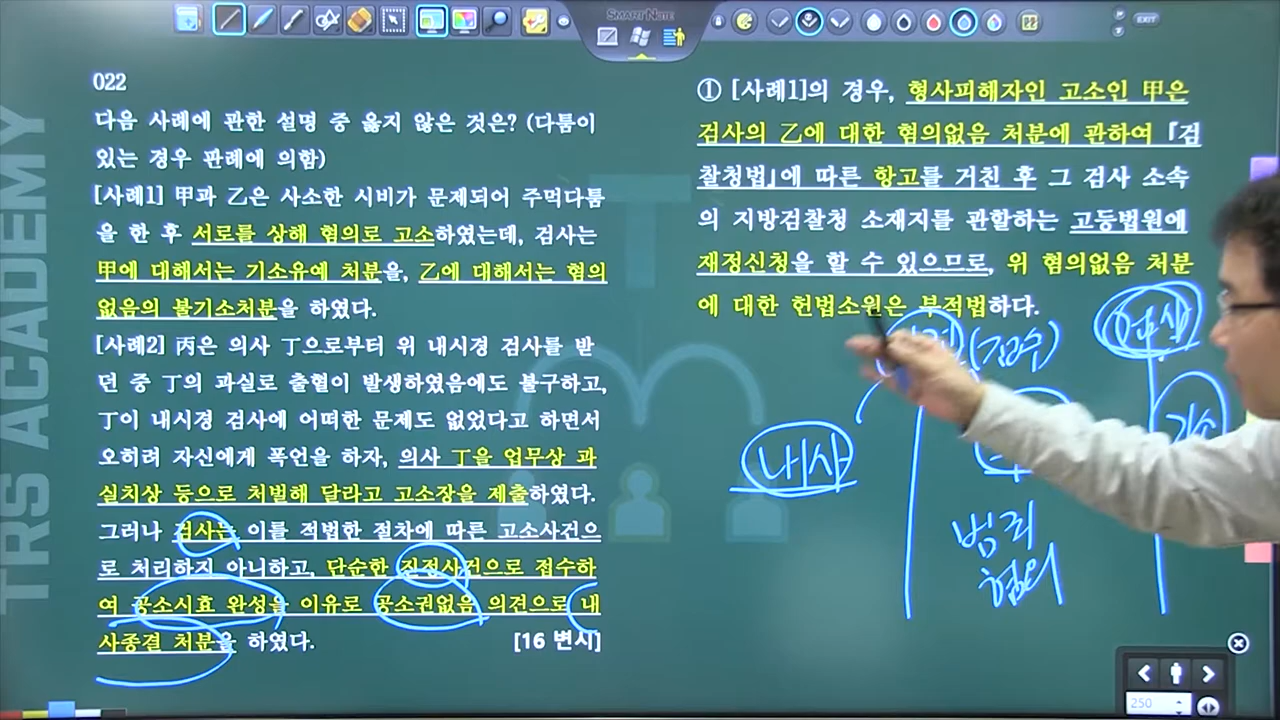 SMART NOTE
EXIT
TRS ACADEMY
022
다음 사례에 관한 설명 중 옳지 않은 것은? (다툼이
있는 경우 판례에 의함)
[사례1] 甲과 乙은 사소한 시비가 문제되어 주먹다툼
을 한 후 서로를 상해 혐의로 고소하였는데, 검사는
甲에 대해서는 기소유예 처분을, 乙에 대해서는 혐의
없음의 불기소처분을 하였다.
[사례2] 丙은 의사 丁으로부터 위 내시경 검사를 받
던 중 丁의 과실로 출혈이 발생하였음에도 불구하고,
丁이 내시경 검사에 어떠한 문제도 없었다고 하면서
오히려 자신에게 폭언을 하자, 의사 丁을 업무상 과
실치상 등으로 처벌해 달라고 고소장을 제출하였다.
그러나 검사는 이를 적법한 절차에 따른 고소사건으
로 처리하지 아니하고, 단순한 진정사건으로 접수하
여 공소시효 완성을 이유로 공소권없음 의견으로 내
사종결 처분을 하였다.
[16 변시]
① [사례1]의 경우, 형사피해자인 고소인 甲은
검사의 乙에 대한 혐의없음 처분에 관하여 「검
찰청법」에 따른 항고를 거친 후 그 검사 소속
의 지방검찰청 소재지를 관할하는 고등법원에
재정신청을 할 수 있으므로, 위 혐의없음 처분
에 대한 헌법소원은 부적법하다.
내사
범죄
혐의
250